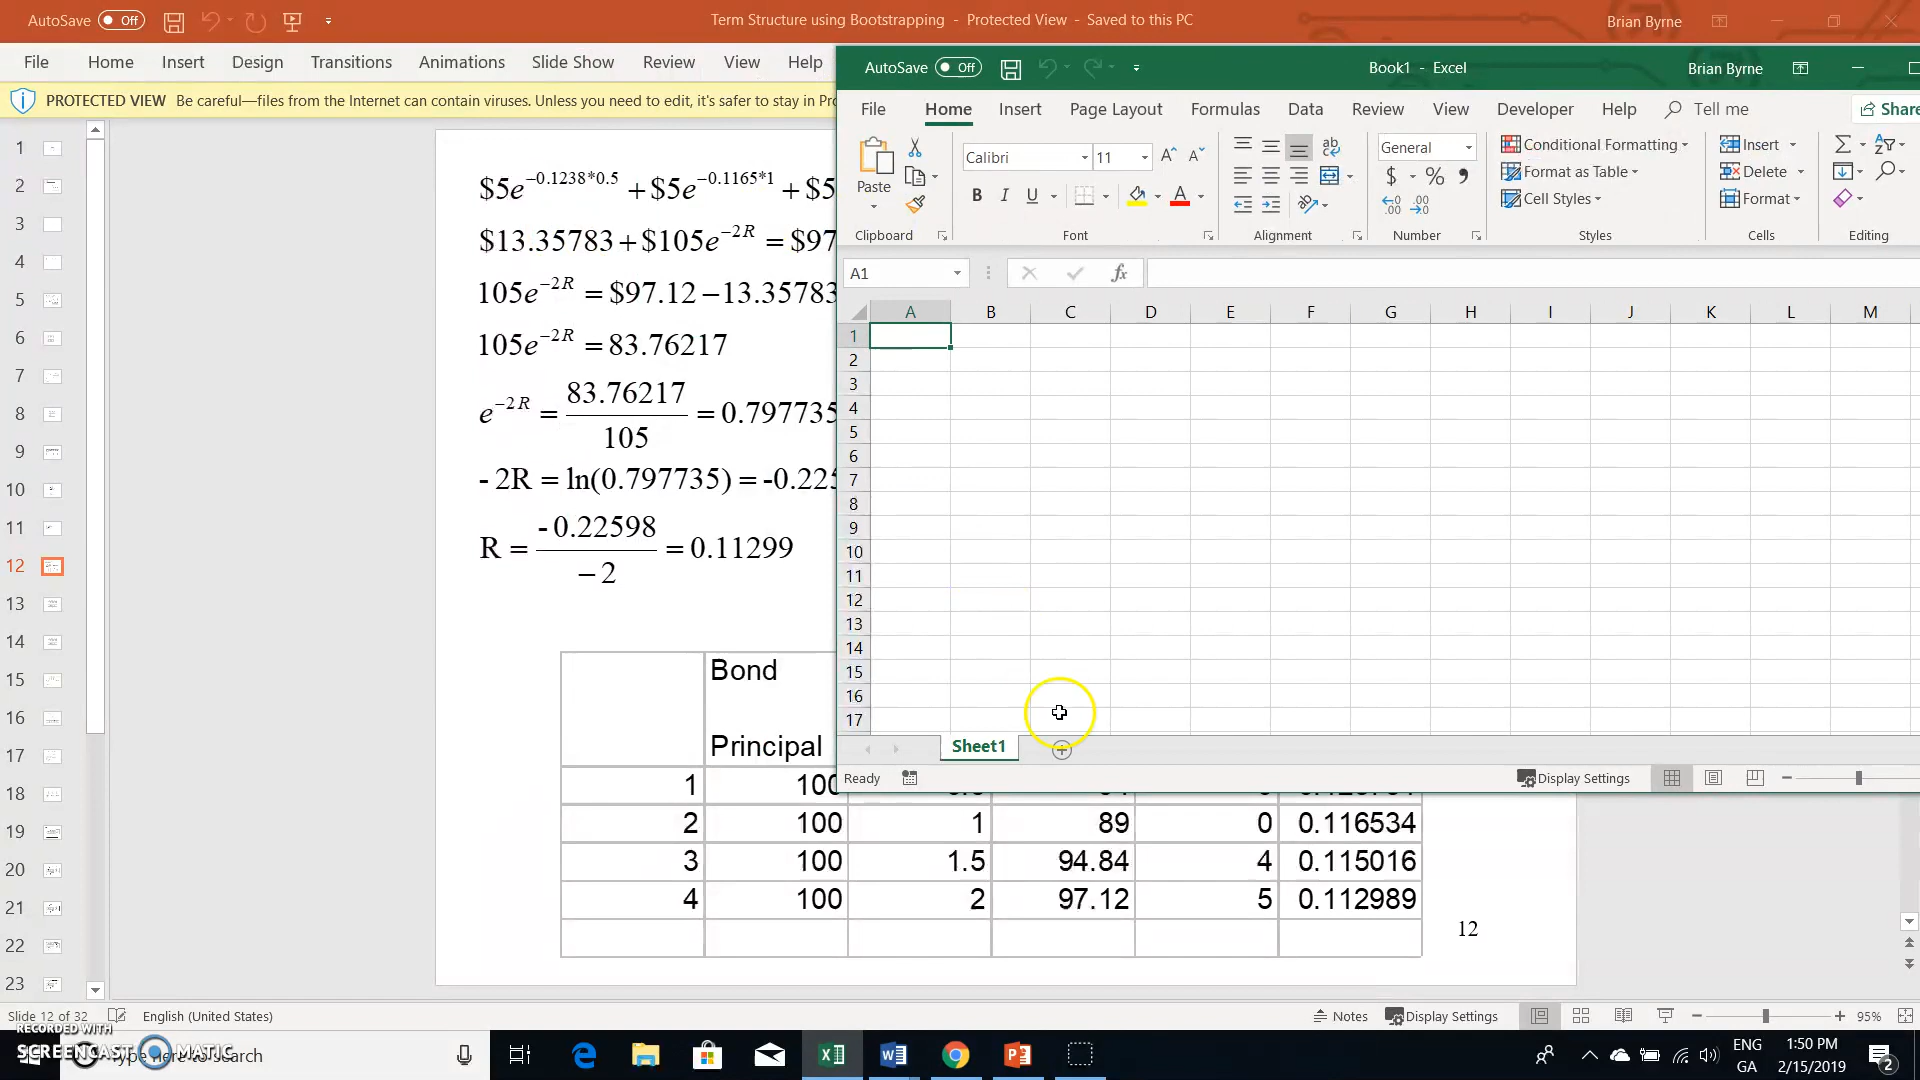 AutoSave Off
Term Structure using Bootstrapping - Protected View - Saved to this PC
Brian Byrne
File Home Insert Design Transitions Animations Slide Show Review View Help
PROTECTED VIEW Be careful—files from the Internet can contain viruses. Unless you need to edit, it's safer to stay in Pr
AutoSave Off
Book1 - Excel
Brian Byrne
File Home Insert Page Layout Formulas Data Review View Developer Help Tell me Share
Paste
Calibri 11
General
Conditional Formatting
Format as Table
Cell Styles
Insert
Delete
Format
Clipboard Font Alignment Number Styles Cells Editing
A1
fx
A B C D E F G H I J K L M
1
2
3
4
5
6
7
8
9
10
11
12
13
14
15
16
17
Sheet1
Ready
Display Settings
1
2
3
4
5
6
7
8
9
10
11
12
13
14
15
16
17
18
19
20
21
22
23
$5e^{-0.1238*0.5} + $5e^{-0.1165*1} + $5
$13.35783 + $105e^{-2R} = $97
105e^{-2R} = $97.12 - 13.35783
105e^{-2R} = 83.76217
e^{-2R} = 83.76217 / 105 = 0.797735
- 2R = ln(0.797735) = -0.225
R = - 0.22598 / - 2 = 0.11299
Bond
Principal
1 100
2 100 1 89 0 0.116534
3 100 1.5 94.84 4 0.115016
4 100 2 97.12 5 0.112989
12
Slide 12 of 32
English (United States)
Notes
Display Settings
95%
RECORDED WITH
SCREENCAST MATIC
Type here to search
ENG
GA
1:50 PM
2/15/2019
2